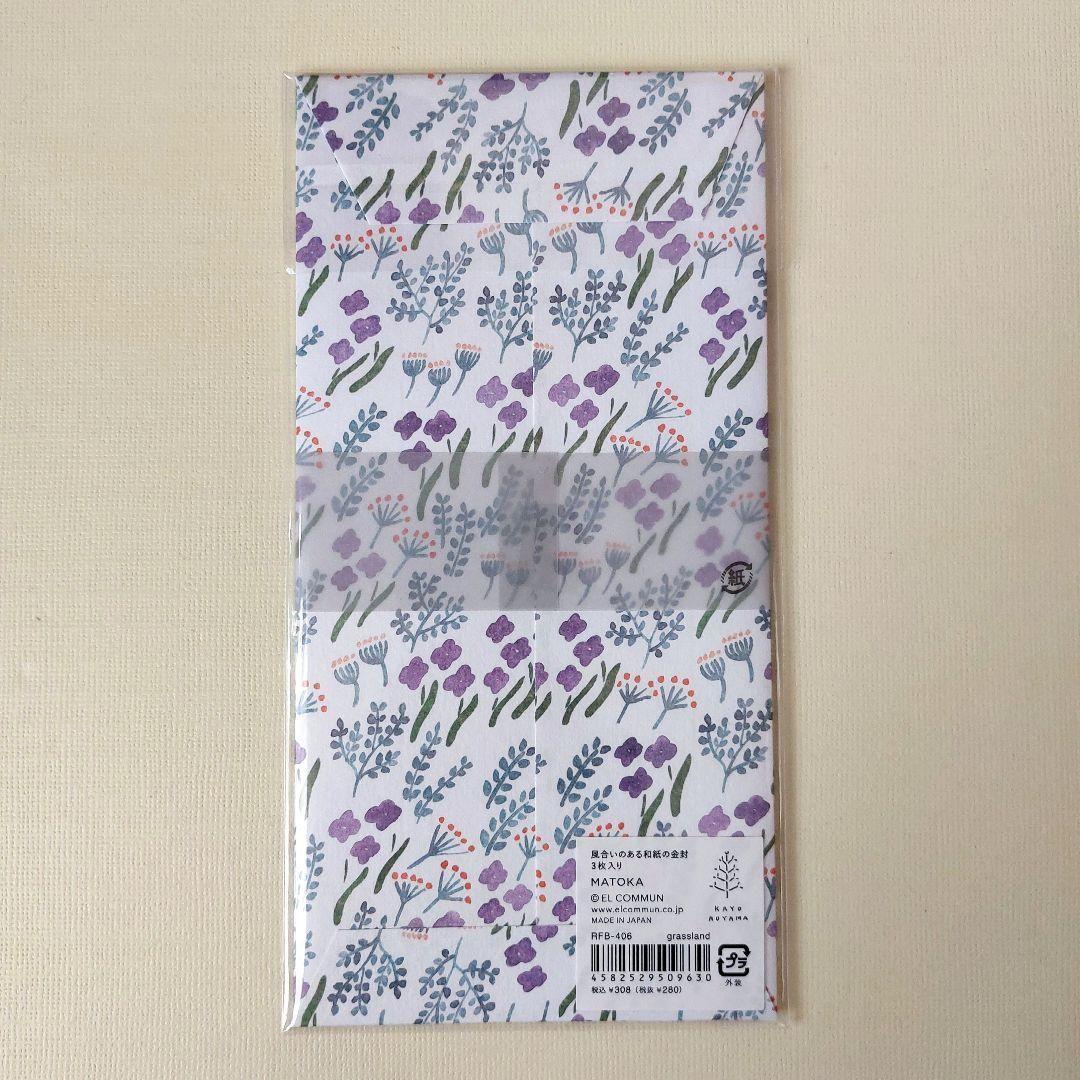 紙
風合いのある和紙の金封
3枚入り
MATOKA
© EL COMMUN
www.elcommun.co.jp
MADE IN JAPAN
KAYO
AOYAMA
RFB-406 grassland
4582529509630
税込 ¥308 (税抜 ¥280)
プラ
外装